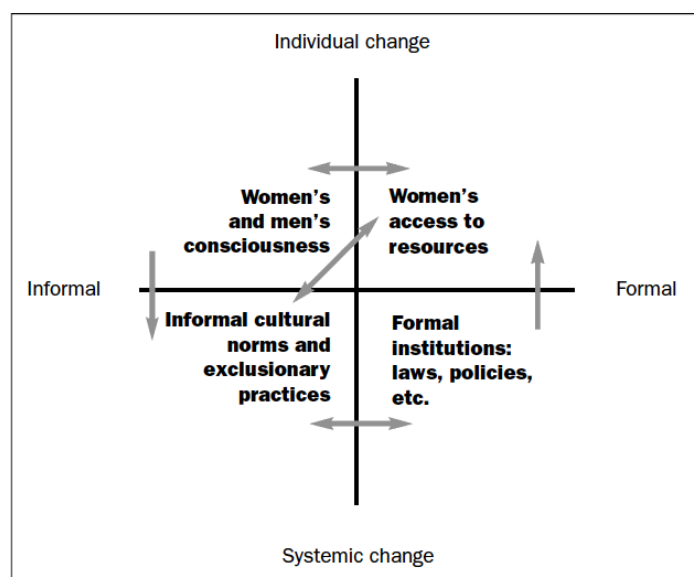 Individual change
Women's
and men's
consciousness
Women's
access to
resources
Informal
Formal
Informal cultural
norms and
exclusionary
practices
Formal
institutions:
laws, policies,
etc.
Systemic change